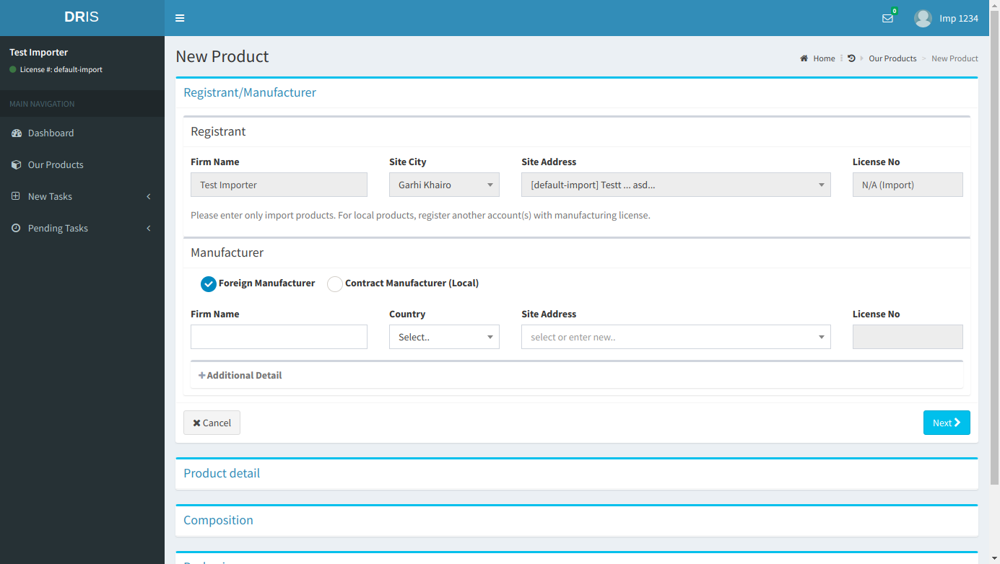 DRIS
0
Imp 1234
Test Importer
License #: default-import
MAIN NAVIGATION
Dashboard
Our Products
New Tasks
Pending Tasks
New Product
Home Our Products > New Product
Registrant/Manufacturer
Registrant
Firm Name Site City Site Address License No
Test Importer Garhi Khairo [default-import] Testt ... asd... N/A (Import)
Please enter only import products. For local products, register another account(s) with manufacturing license.
Manufacturer
Foreign Manufacturer Contract Manufacturer (Local)
Firm Name Country Site Address License No
Select.. select or enter new..
+ Additional Detail
Cancel Next
Product detail
Composition